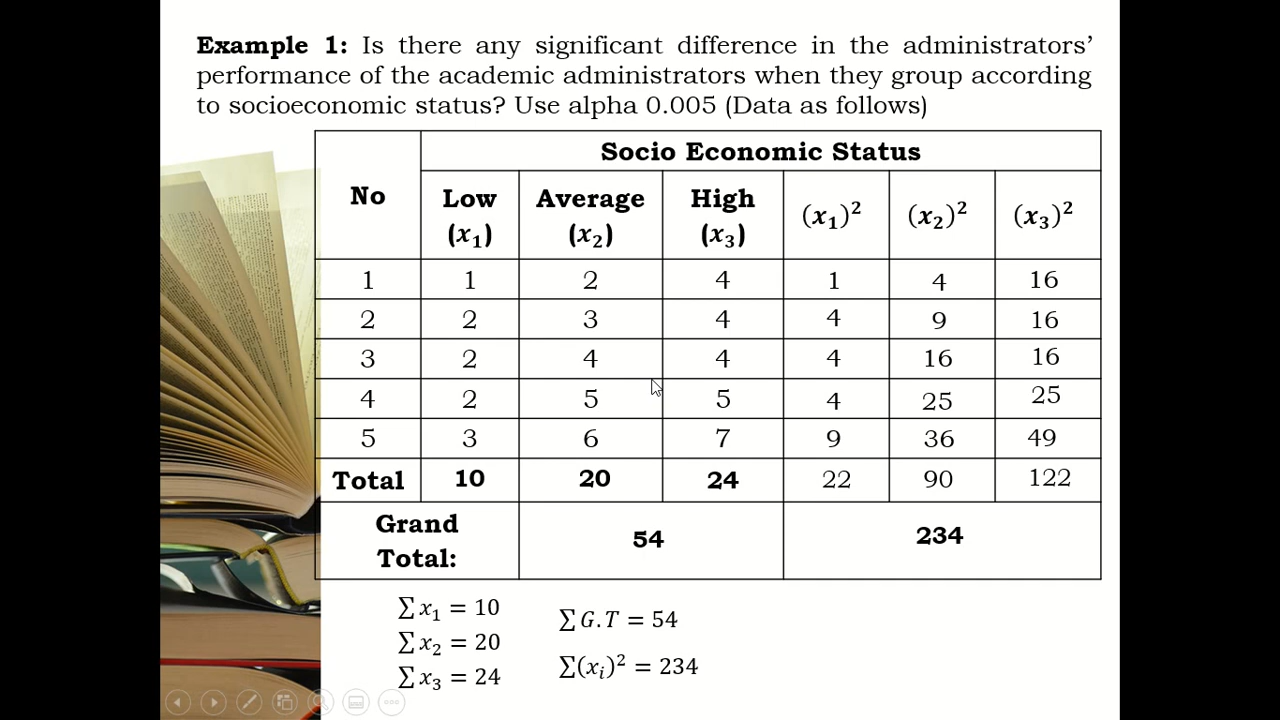 Example 1: Is there any significant difference in the administrators’
performance of the academic administrators when they group according
to socioeconomic status? Use alpha 0.005 (Data as follows)
No
Socio Economic Status
Low (x₁) Average (x₂) High (x₃) (x₁)² (x₂)² (x₃)²
1 1 2 4 1 4 16
2 2 3 4 4 9 16
3 2 4 4 4 16 16
4 2 5 5 4 25 25
5 3 6 7 9 36 49
Total 10 20 24 22 90 122
Grand
Total: 54 234
∑ x₁ = 10
∑ x₂ = 20
∑ x₃ = 24
∑ G.T = 54
∑(xᵢ)² = 234